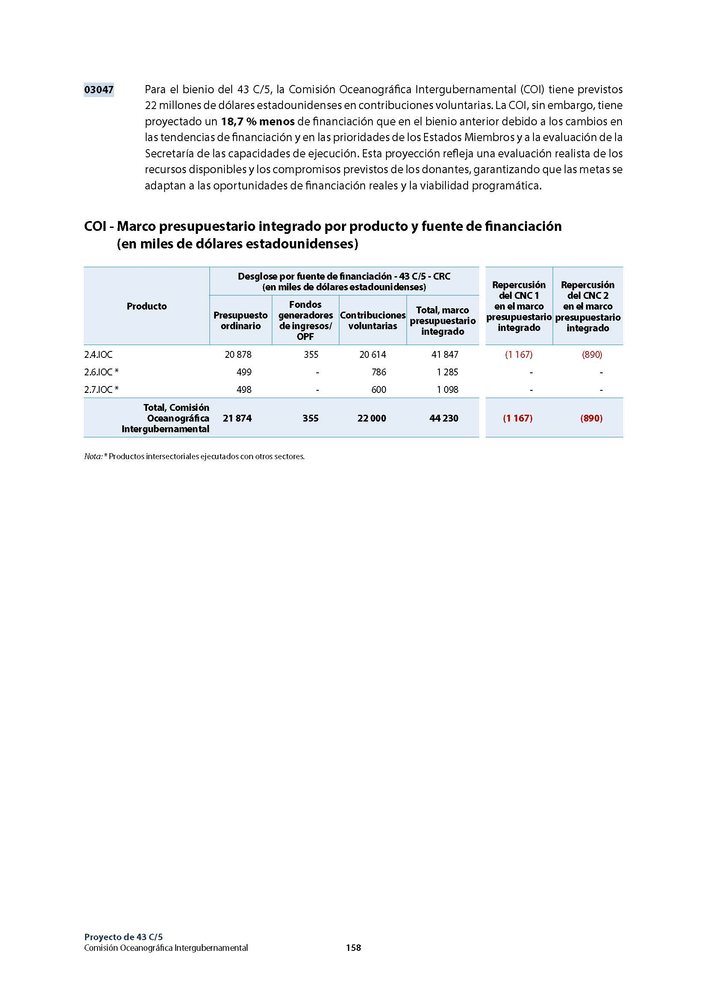 03047
Para el bienio del 43 C/5, la Comisión Oceanográfica Intergubernamental (COI) tiene previstos
22 millones de dólares estadounidenses en contribuciones voluntarias. La COI, sin embargo, tiene
proyectado un 18,7 % menos de financiación que en el bienio anterior debido a los cambios en
las tendencias de financiación y en las prioridades de los Estados Miembros y a la evaluación de la
Secretaría de las capacidades de ejecución. Esta proyección refleja una evaluación realista de los
recursos disponibles y los compromisos previstos de los donantes, garantizando que las metas se
adaptan a las oportunidades de financiación reales y la viabilidad programática.
COI - Marco presupuestario integrado por producto y fuente de financiación
(en miles de dólares estadounidenses)
Producto
Desglose por fuente de financiación - 43 C/5 - CRC
(en miles de dólares estadounidenses)
Presupuesto
ordinario
Fondos
generadores
de ingresos/
OPF
Contribuciones
voluntarias
Total, marco
presupuestario
integrado
Repercusión
del CNC 1
en el marco
presupuestario
integrado
Repercusión
del CNC 2
en el marco
presupuestario
integrado
2.4.IOC 20 878 355 20 614 41 847 (1 167) (890)
2.6.IOC * 499 - 786 1 285 - -
2.7.IOC * 498 - 600 1 098 - -
Total, Comisión
Oceanográfica
Intergubernamental
21 874 355 22 000 44 230 (1 167) (890)
Nota: * Productos intersectoriales ejecutados con otros sectores.
Proyecto de 43 C/5
Comisión Oceanográfica Intergubernamental
158